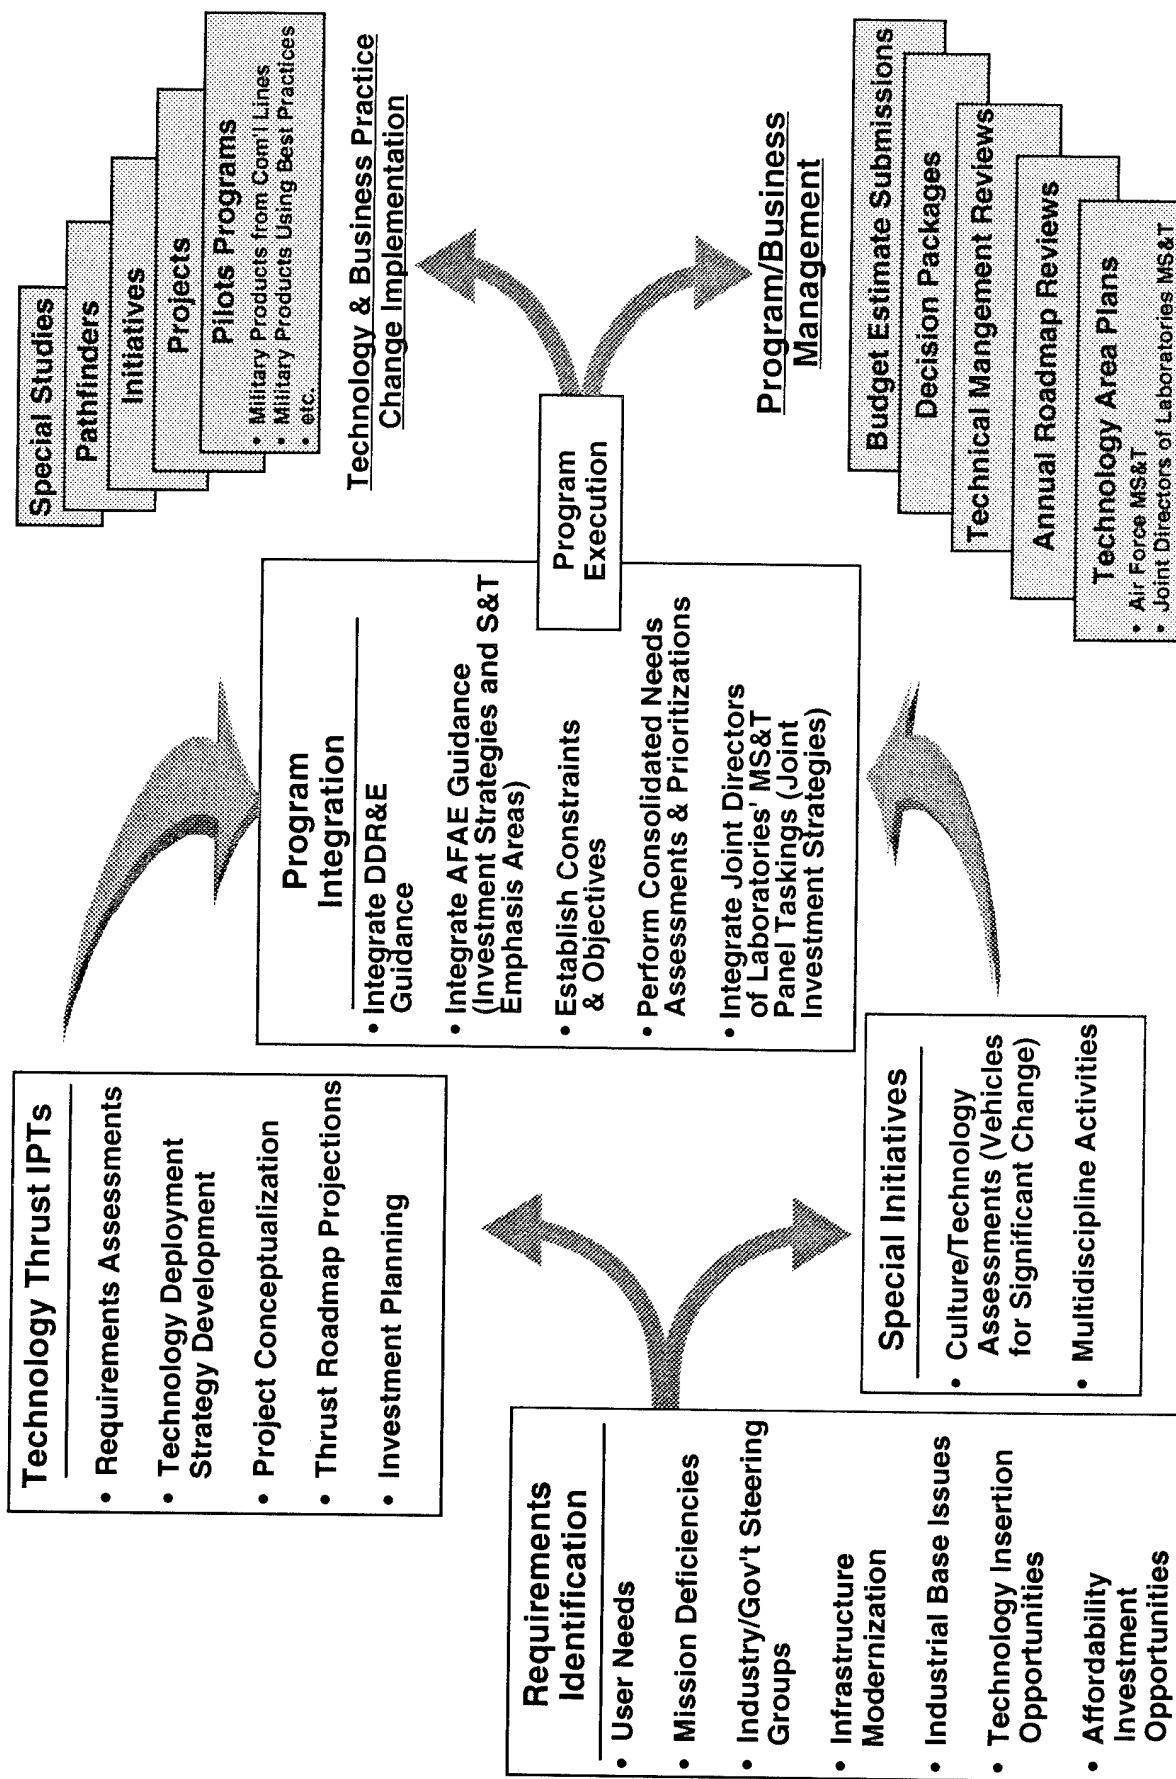 Technology Thrust IPTs
• Requirements Assessments
• Technology Deployment
Strategy Development
• Project Conceptualization
• Thrust Roadmap Projections
• Investment Planning
Requirements
Identification
• User Needs
• Mission Deficiencies
• Industry/Gov't Steering
Groups
• Infrastructure
Modernization
• Industrial Base Issues
• Technology Insertion
Opportunities
• Affordability
Investment
Opportunities
Special Initiatives
• Culture/Technology
Assessments (Vehicles
for Significant Change)
• Multidiscipline Activities
Program
Integration
• Integrate DDR&E
Guidance
• Integrate AFAE Guidance
(Investment Strategies and S&T
Emphasis Areas)
• Establish Constraints
& Objectives
• Perform Consolidated Needs
Assessments & Prioritizations
• Integrate Joint Directors
of Laboratories' MS&T
Panel Taskings (Joint
Investment Strategies)
Program
Execution
Special Studies
Pathfinders
Initiatives
Projects
Pilots Programs
• Military Products from Com'l Lines
• Military Products Using Best Practices
• etc.
Technology & Business Practice
Change Implementation
Program/Business
Management
Budget Estimate Submissions
Decision Packages
Technical Mangement Reviews
Annual Roadmap Reviews
Technology Area Plans
• Air Force MS&T
• Joint Directors of Laboratories MS&T